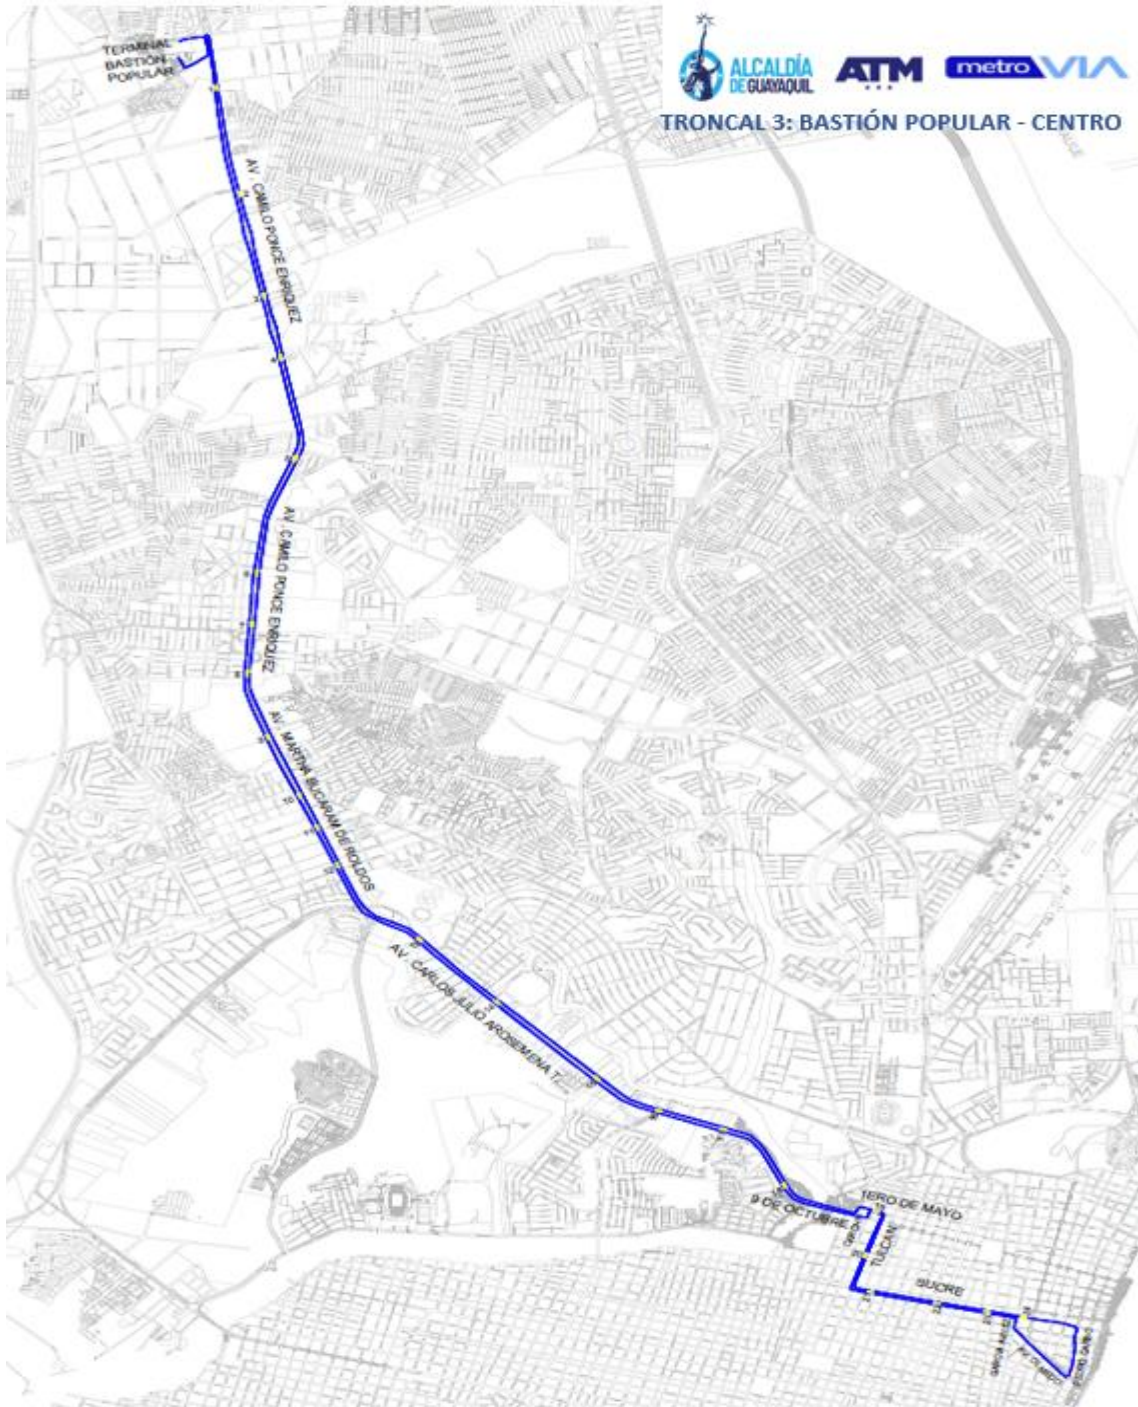 ALCALDÍA
DE GUAYAQUIL
ATM
metro VIA
TRONCAL 3: BASTIÓN POPULAR - CENTRO
TERMINAL
BASTIÓN
POPULAR
AV. CAMILO PONCE ENRIQUEZ
AV. CAMILO PONCE ENRIQUEZ
AV. MARTHA BUCARAM DE ROLDOS
AV. CARLOS JULIO AROSEMENA T.
1ERO DE MAYO
9 DE OCTUBRE
TULCAN
SUCRE
AV. OLMEDO